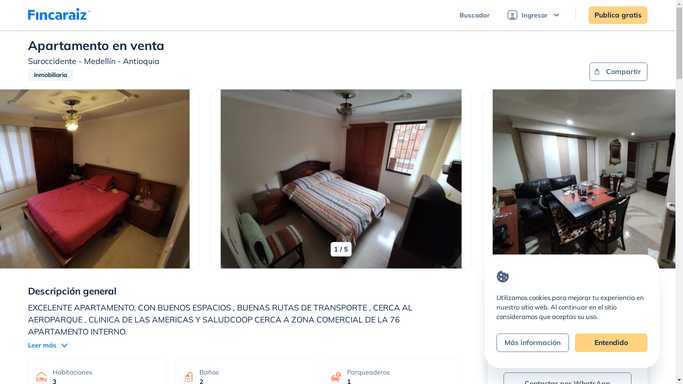 Fincaraiz
Buscador
Ingresar
Publica gratis
Apartamento en venta
Suroccidente - Medellín - Antioquia
Inmobiliaria
Compartir
1 / 5
Descripción general
EXCELENTE APARTAMENTO, CON BUENOS ESPACIOS , BUENAS RUTAS DE TRANSPORTE , CERCA AL
AEROPARQUE , CLINICA DE LAS AMERICAS Y SALUDCOOP CERCA A ZONA COMERCIAL DE LA 76
APARTAMENTO INTERNO.
Leer más
Habitaciones
3
Baños
2
Parqueaderos
1
Utilizamos cookies para mejorar tu experiencia en
nuestro sitio web. Al continuar en el sitio
consideramos que aceptas su uso.
Más información
Entendido
Contactar por WhatsApp